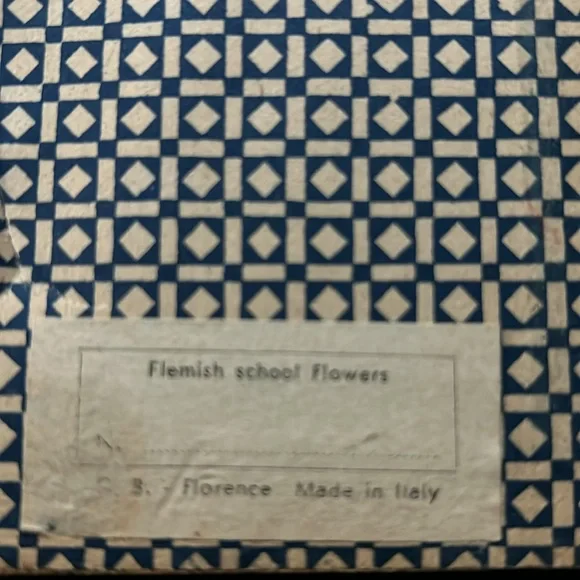 Flemish school Flowers
N.
B. - Florence Made in Italy